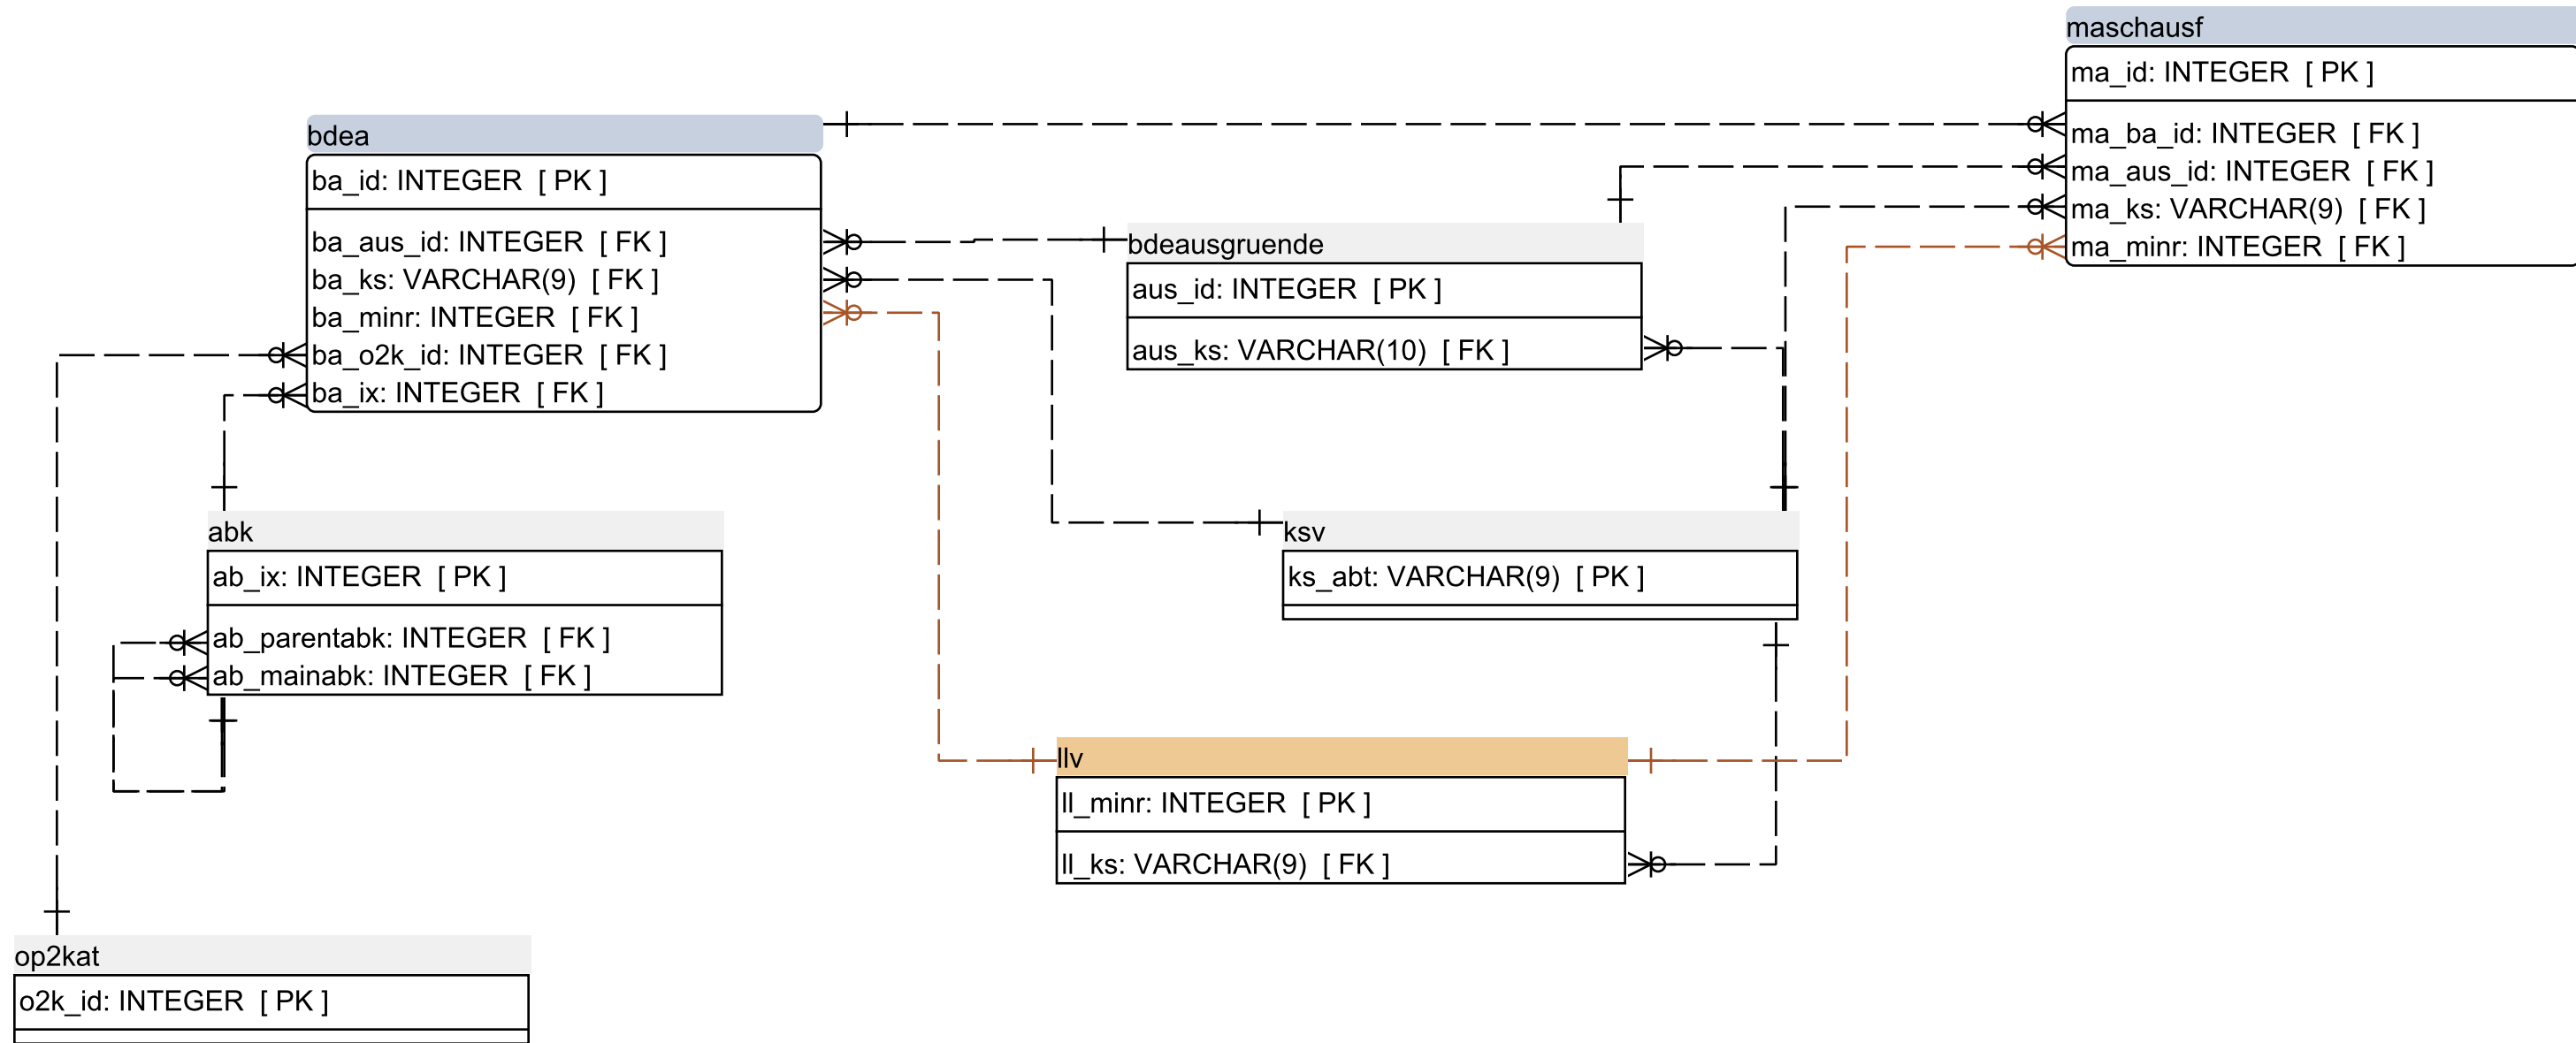 maschausf
ma_id: INTEGER [ PK ]
ma_ba_id: INTEGER [ FK ]
ma_aus_id: INTEGER [ FK ]
ma_ks: VARCHAR(9) [ FK ]
ma_minr: INTEGER [ FK ]
bdea
ba_id: INTEGER [ PK ]
ba_aus_id: INTEGER [ FK ]
ba_ks: VARCHAR(9) [ FK ]
ba_minr: INTEGER [ FK ]
ba_o2k_id: INTEGER [ FK ]
ba_ix: INTEGER [ FK ]
bdeausgruende
aus_id: INTEGER [ PK ]
aus_ks: VARCHAR(10) [ FK ]
abk
ab_ix: INTEGER [ PK ]
ab_parentabk: INTEGER [ FK ]
ab_mainabk: INTEGER [ FK ]
ksv
ks_abt: VARCHAR(9) [ PK ]
llv
ll_minr: INTEGER [ PK ]
ll_ks: VARCHAR(9) [ FK ]
op2kat
o2k_id: INTEGER [ PK ]